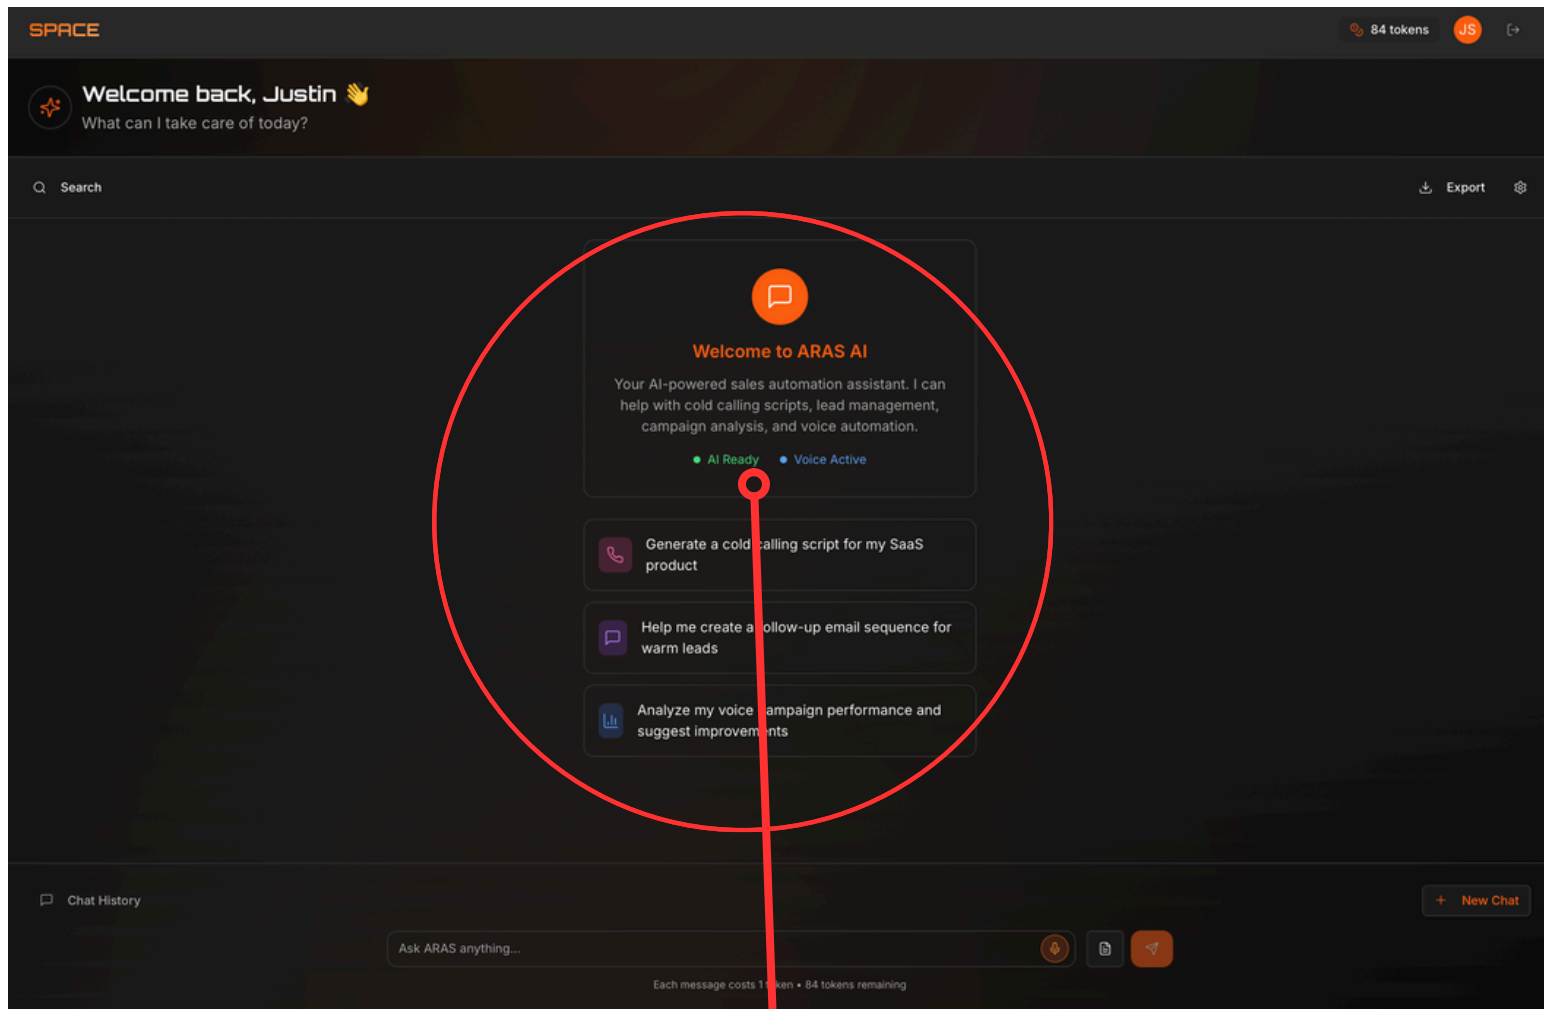 SPACE
84 tokens
JS
Welcome back, Justin 👋
What can I take care of today?
Search
Export
Welcome to ARAS AI
Your AI-powered sales automation assistant. I can
help with cold calling scripts, lead management,
campaign analysis, and voice automation.
AI Ready
Voice Active
Generate a cold calling script for my SaaS
product
Help me create a follow-up email sequence for
warm leads
Analyze my voice campaign performance and
suggest improvements
Chat History
+ New Chat
Ask ARAS anything...
Each message costs 1 token • 84 tokens remaining